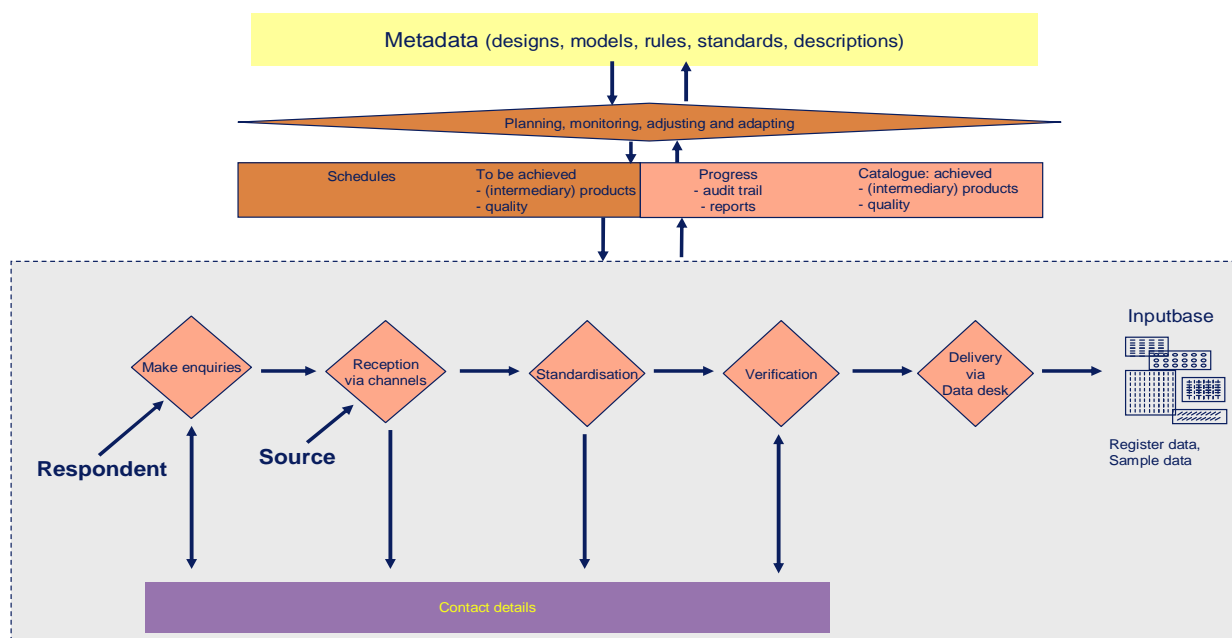 Metadata (designs, models, rules, standards, descriptions)
Planning, monitoring, adjusting and adapting
Schedules
To be achieved
- (intermediary) products
- quality
Progress
- audit trail
- reports
Catalogue: achieved
- (intermediary) products
- quality
Make enquiries
Reception
via channels
Standardisation
Verification
Delivery
via
Data desk
Inputbase
Respondent
Source
Register data,
Sample data
Contact details